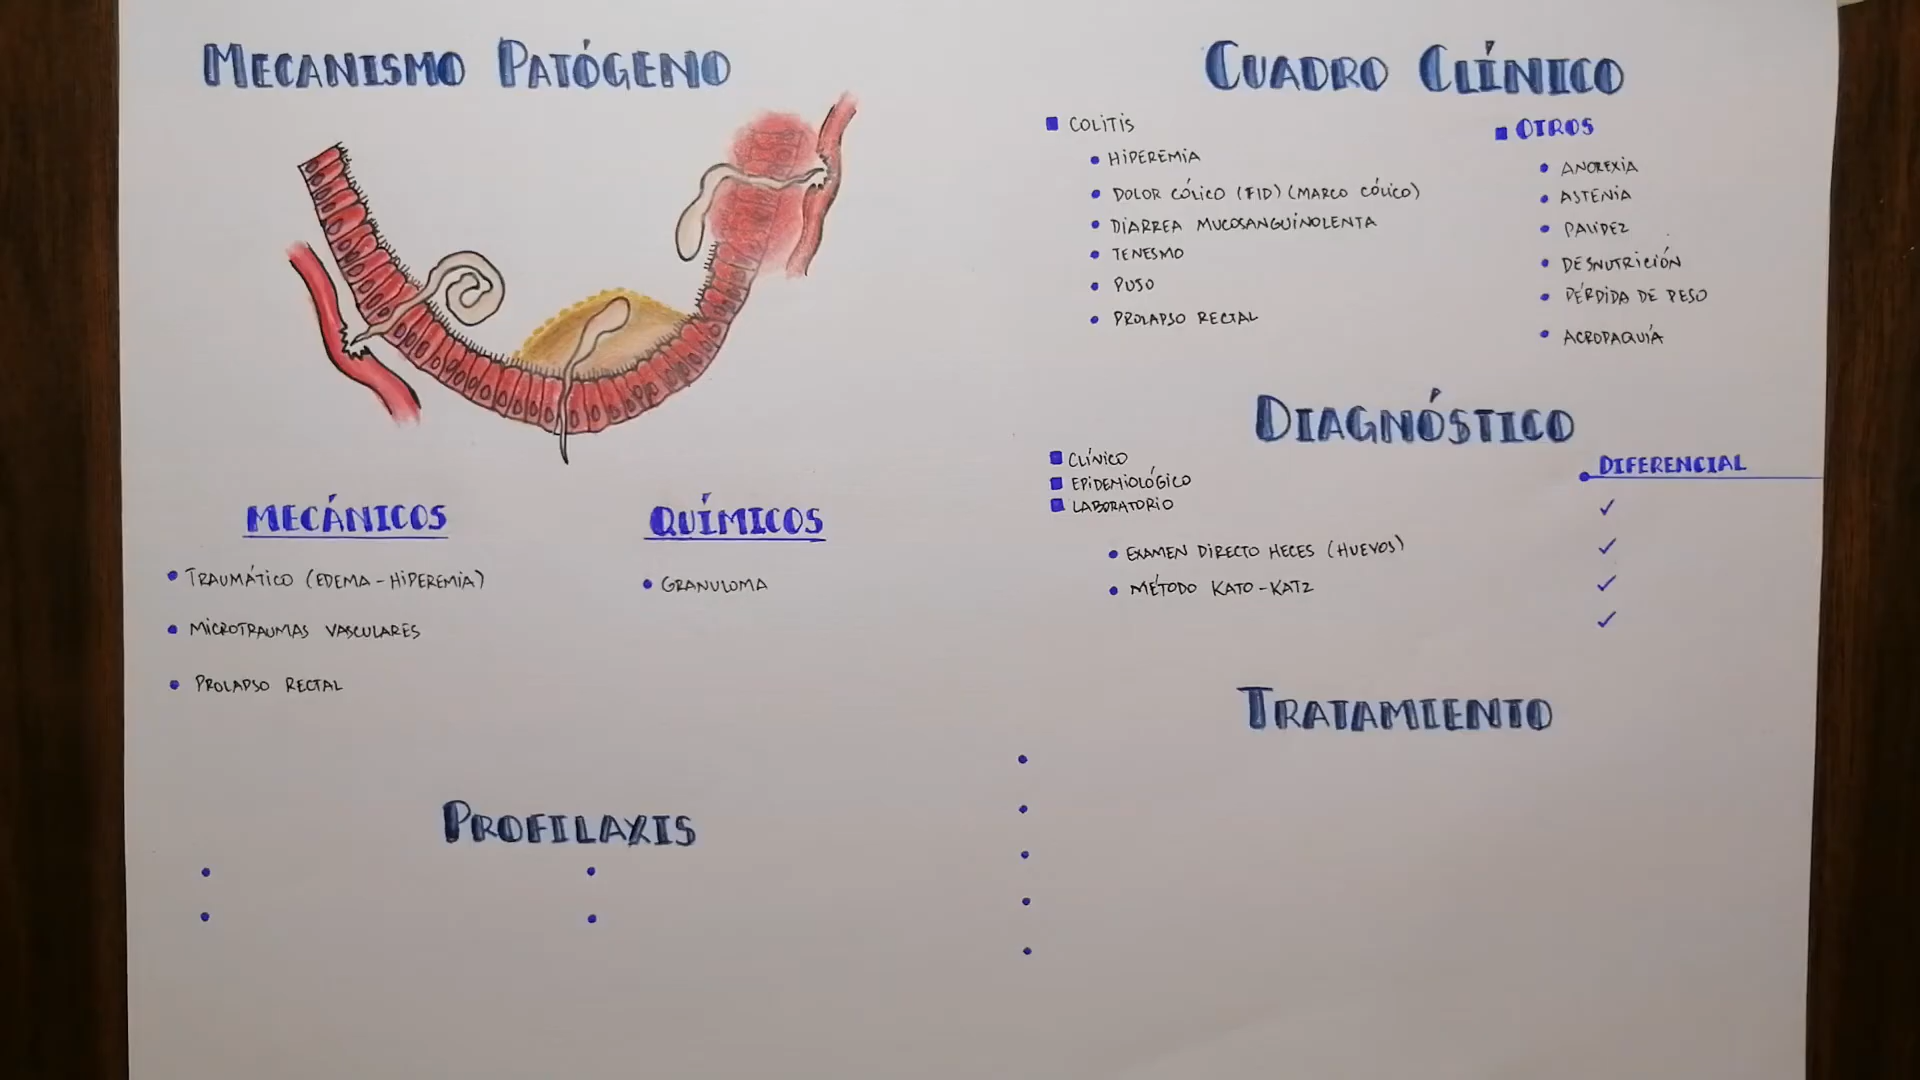 MECANISMO PATÓGENO
MECÁNICOS
• TRAUMÁTICO (EDEMA - HIPEREMIA)
• MICROTRAUMAS VASCULARES
• PROLAPSO RECTAL
QUÍMICOS
• GRANULOMA
PROFILAXIS
CUADRO CLÍNICO
■ COLITIS
• HIPEREMIA
• DOLOR CÓLICO (FID) (MARCO CÓLICO)
• DIARREA MUCOSANGUINOLENTA
• TENESMO
• PUJO
• PROLAPSO RECTAL
■ OTROS
• ANOREXIA
• ASTENIA
• PALIDEZ
• DESNUTRICIÓN
• PÉRDIDA DE PESO
• ACROPAQUÍA
DIAGNÓSTICO
■ CLÍNICO
■ EPIDEMIOLÓGICO
■ LABORATORIO
• EXAMEN DIRECTO HECES (HUEVOS)
• MÉTODO KATO-KATZ
DIFERENCIAL
✓
✓
✓
✓
TRATAMIENTO